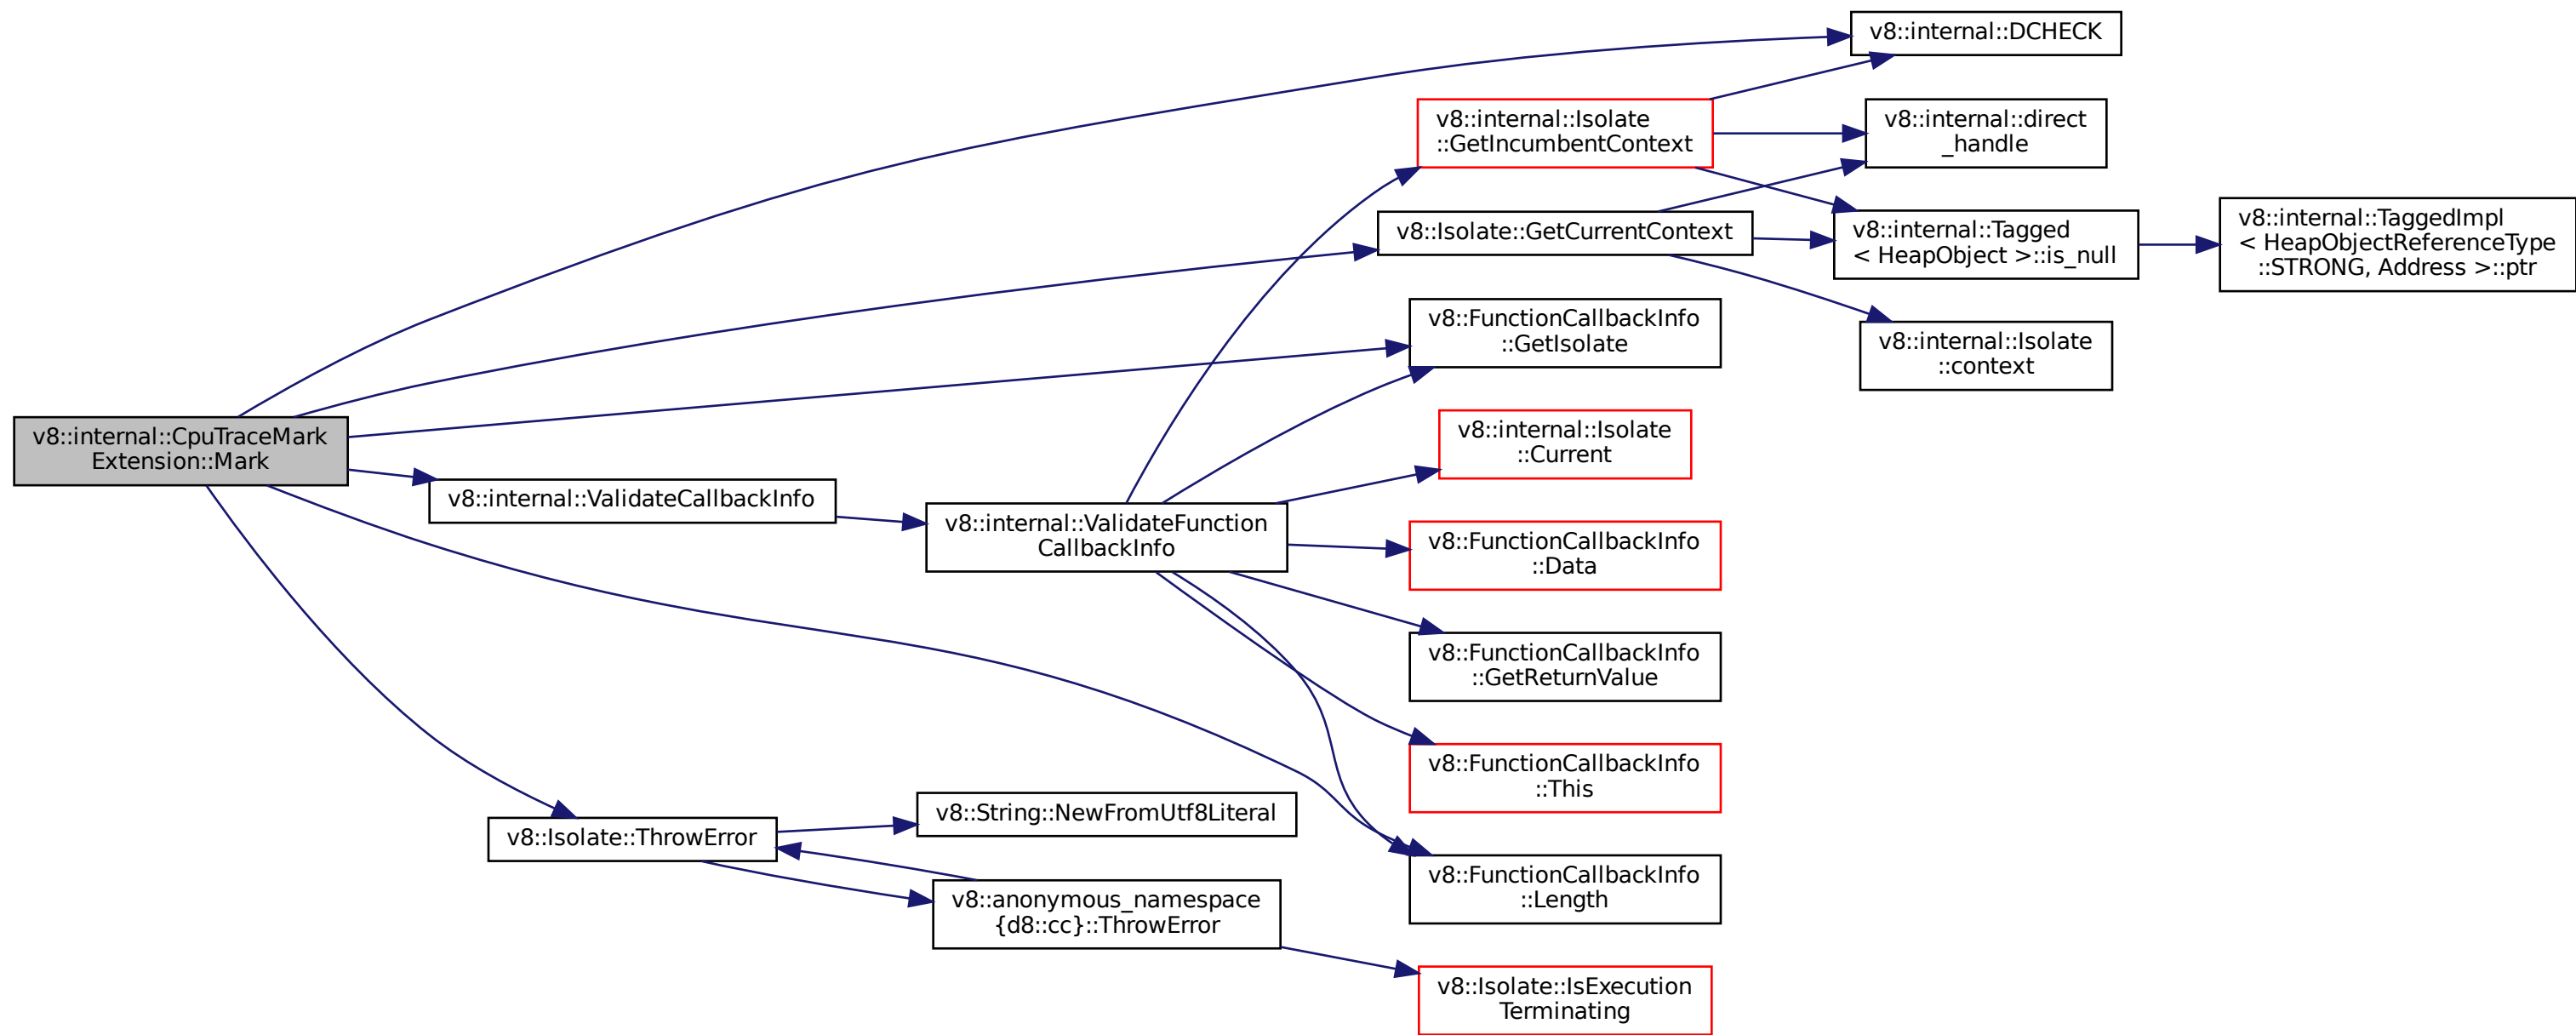 v8::internal::CpuTraceMark
Extension::Mark
v8::internal::DCHECK
v8::internal::Isolate
::GetIncumbentContext
v8::internal::direct
_handle
v8::Isolate::GetCurrentContext
v8::internal::Tagged
< HeapObject >::is_null
v8::internal::TaggedImpl
< HeapObjectReferenceType
::STRONG, Address >::ptr
v8::FunctionCallbackInfo
::GetIsolate
v8::internal::Isolate
::context
v8::internal::Isolate
::Current
v8::internal::ValidateCallbackInfo
v8::internal::ValidateFunction
CallbackInfo
v8::FunctionCallbackInfo
::Data
v8::FunctionCallbackInfo
::GetReturnValue
v8::FunctionCallbackInfo
::This
v8::String::NewFromUtf8Literal
v8::Isolate::ThrowError
v8::FunctionCallbackInfo
::Length
v8::anonymous_namespace
{d8::cc}::ThrowError
v8::Isolate::IsExecution
Terminating